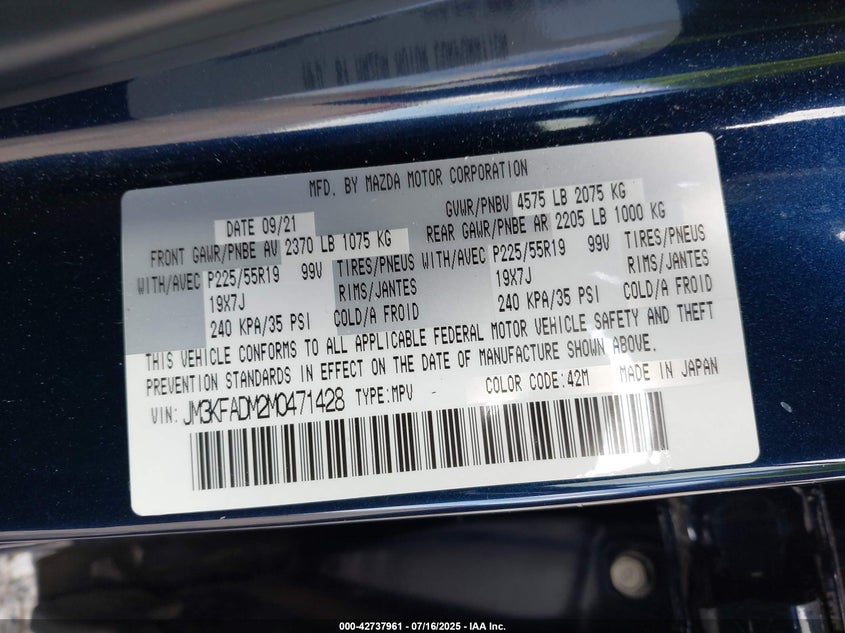 MFD. BY MAZDA MOTOR CORPORATION
DATE 09/21 GVWR/PNBV 4575 LB 2075 KG
FRONT GAWR/PNBE AV 2370 LB 1075 KG REAR GAWR/PNBE AR 2205 LB 1000 KG
WITH/AVEC P225/55R19 99V TIRES/PNEUS WITH/AVEC P225/55R19 99V TIRES/PNEUS
19X7J RIMS/JANTES 19X7J RIMS/JANTES
240 KPA/35 PSI COLD/A FROID 240 KPA/35 PSI COLD/A FROID
THIS VEHICLE CONFORMS TO ALL APPLICABLE FEDERAL MOTOR VEHICLE SAFETY AND THEFT
PREVENTION STANDARDS IN EFFECT ON THE DATE OF MANUFACTURE SHOWN ABOVE.
VIN: JM3KFADM2M0471428 TYPE:MPV COLOR CODE:42M MADE IN JAPAN
000-42737961 - 07/16/2025 - IAA Inc.